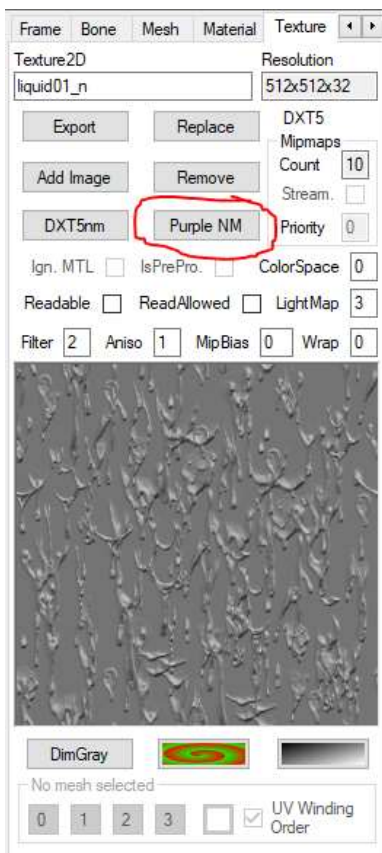 Frame Bone Mesh Material Texture
Texture2D Resolution
liquid01_n 512x512x32
Export Replace DXT5
Mipmaps
Add Image Remove Count 10
Stream.
DXT5nm Purple NM Priority 0
Ign. MTL IsPrePro. ColorSpace 0
Readable ReadAllowed LightMap 3
Filter 2 Aniso 1 MipBias 0 Wrap 0
DimGray
No mesh selected
0 1 2 3 UV Winding
Order